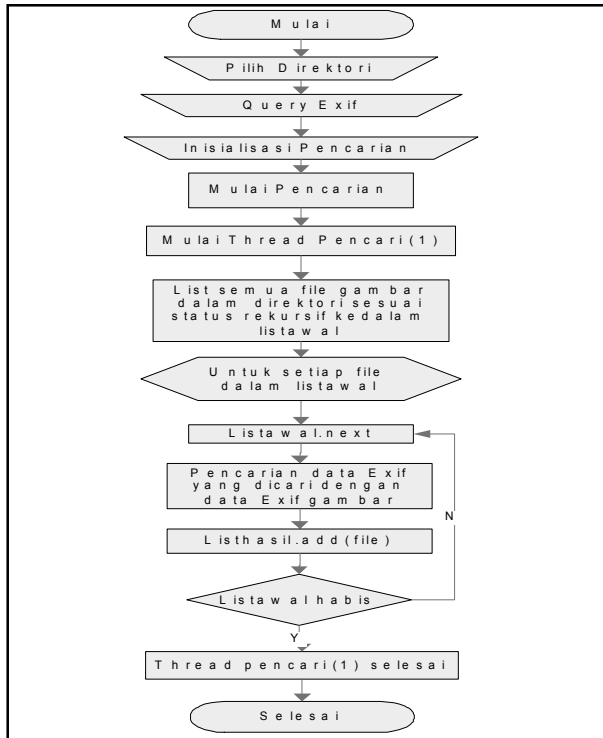 Mulai
Pilih Direktori
Query Exif
Inisialisasi Pencarian
Mulai Pencarian
Mulai Thread Pencari(1)
List semua file gambar
dalam direktori sesuai
status rekursif kedalam
listawal
Untuk setiap file
dalam listawal
Listawal.next
Pencarian data Exif
yang dicari dengan
data Exif gambar
N
Listhasil.add(file)
Listawal habis
Y
Thread pencari(1) selesai
Selesai